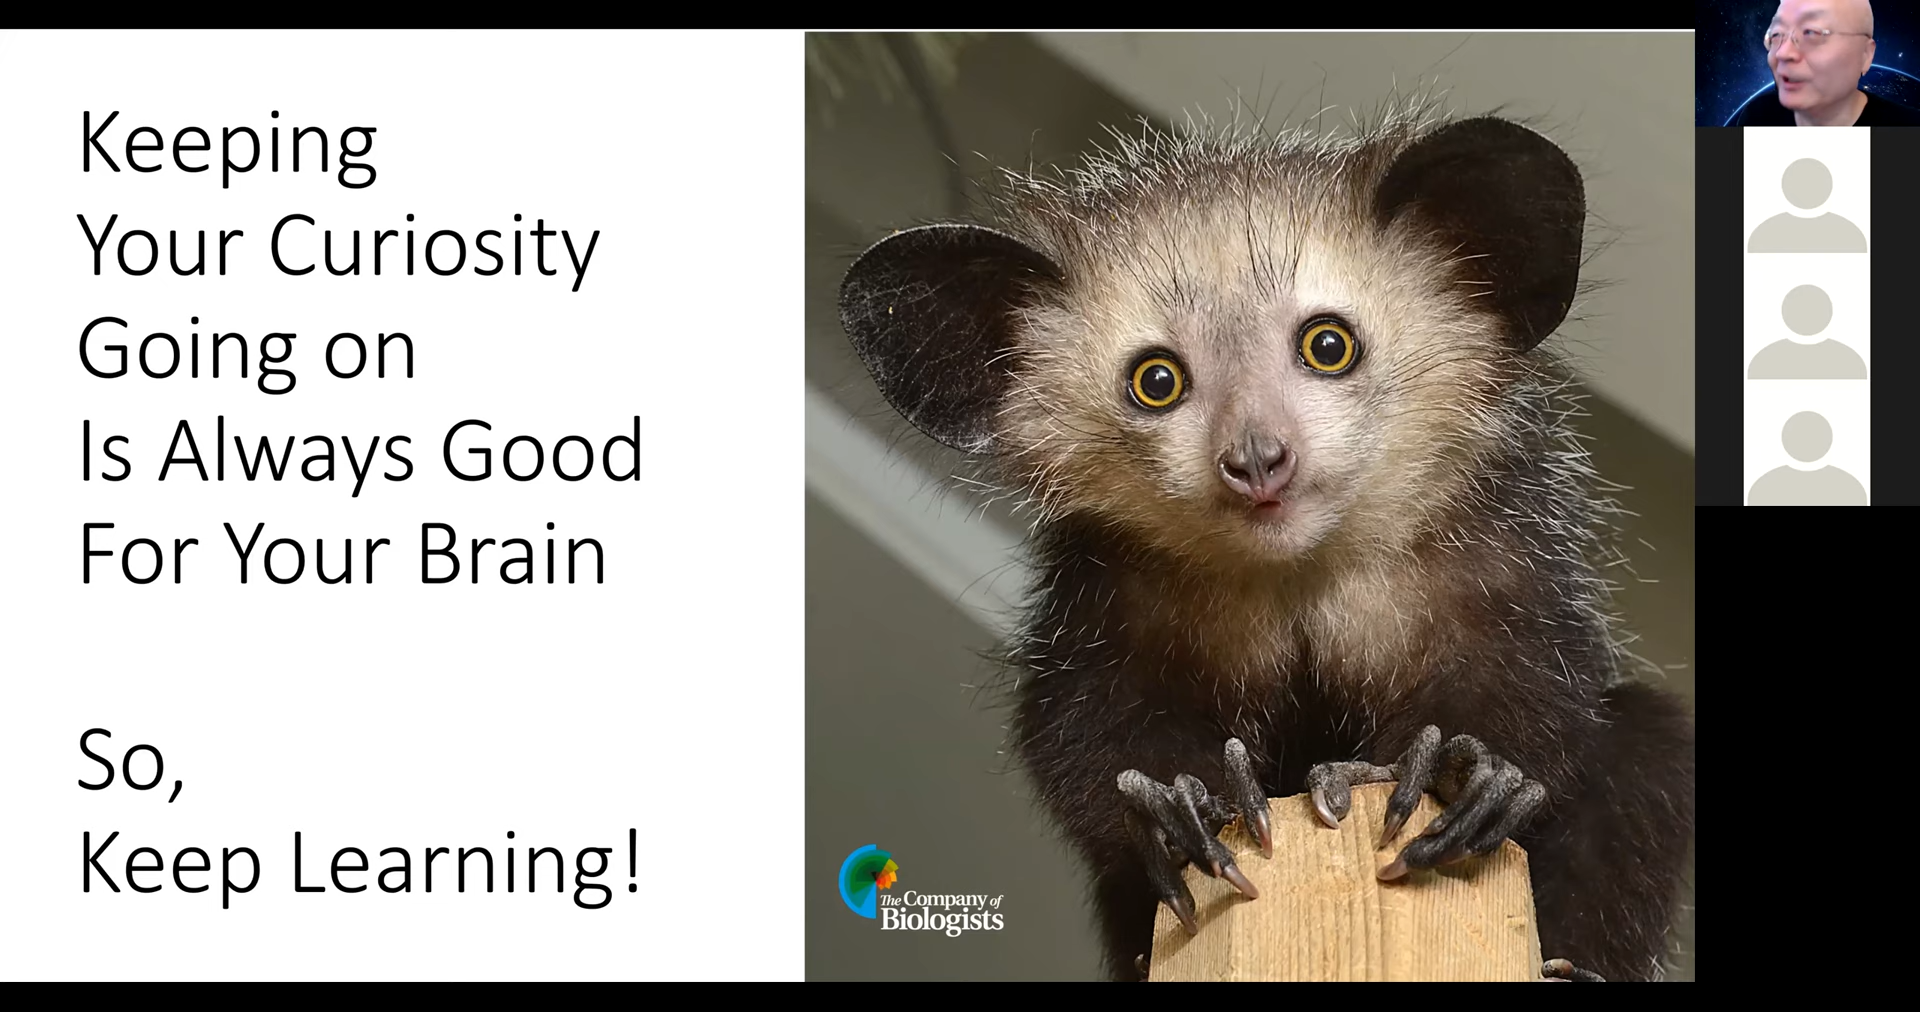 Keeping
Your Curiosity
Going on
Is Always Good
For Your Brain
So,
Keep Learning!
The Company of
Biologists